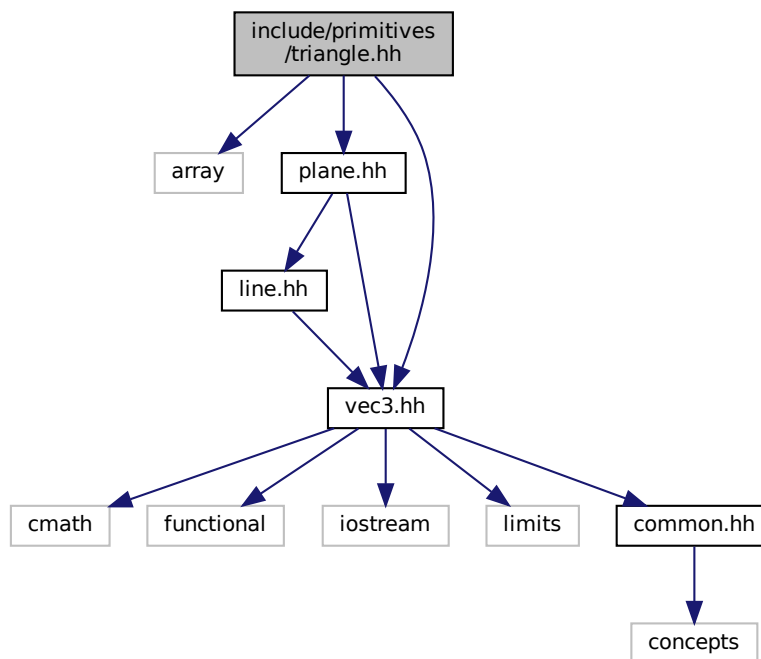 include/primitives
/triangle.hh
array
plane.hh
line.hh
vec3.hh
cmath
functional
iostream
limits
common.hh
concepts